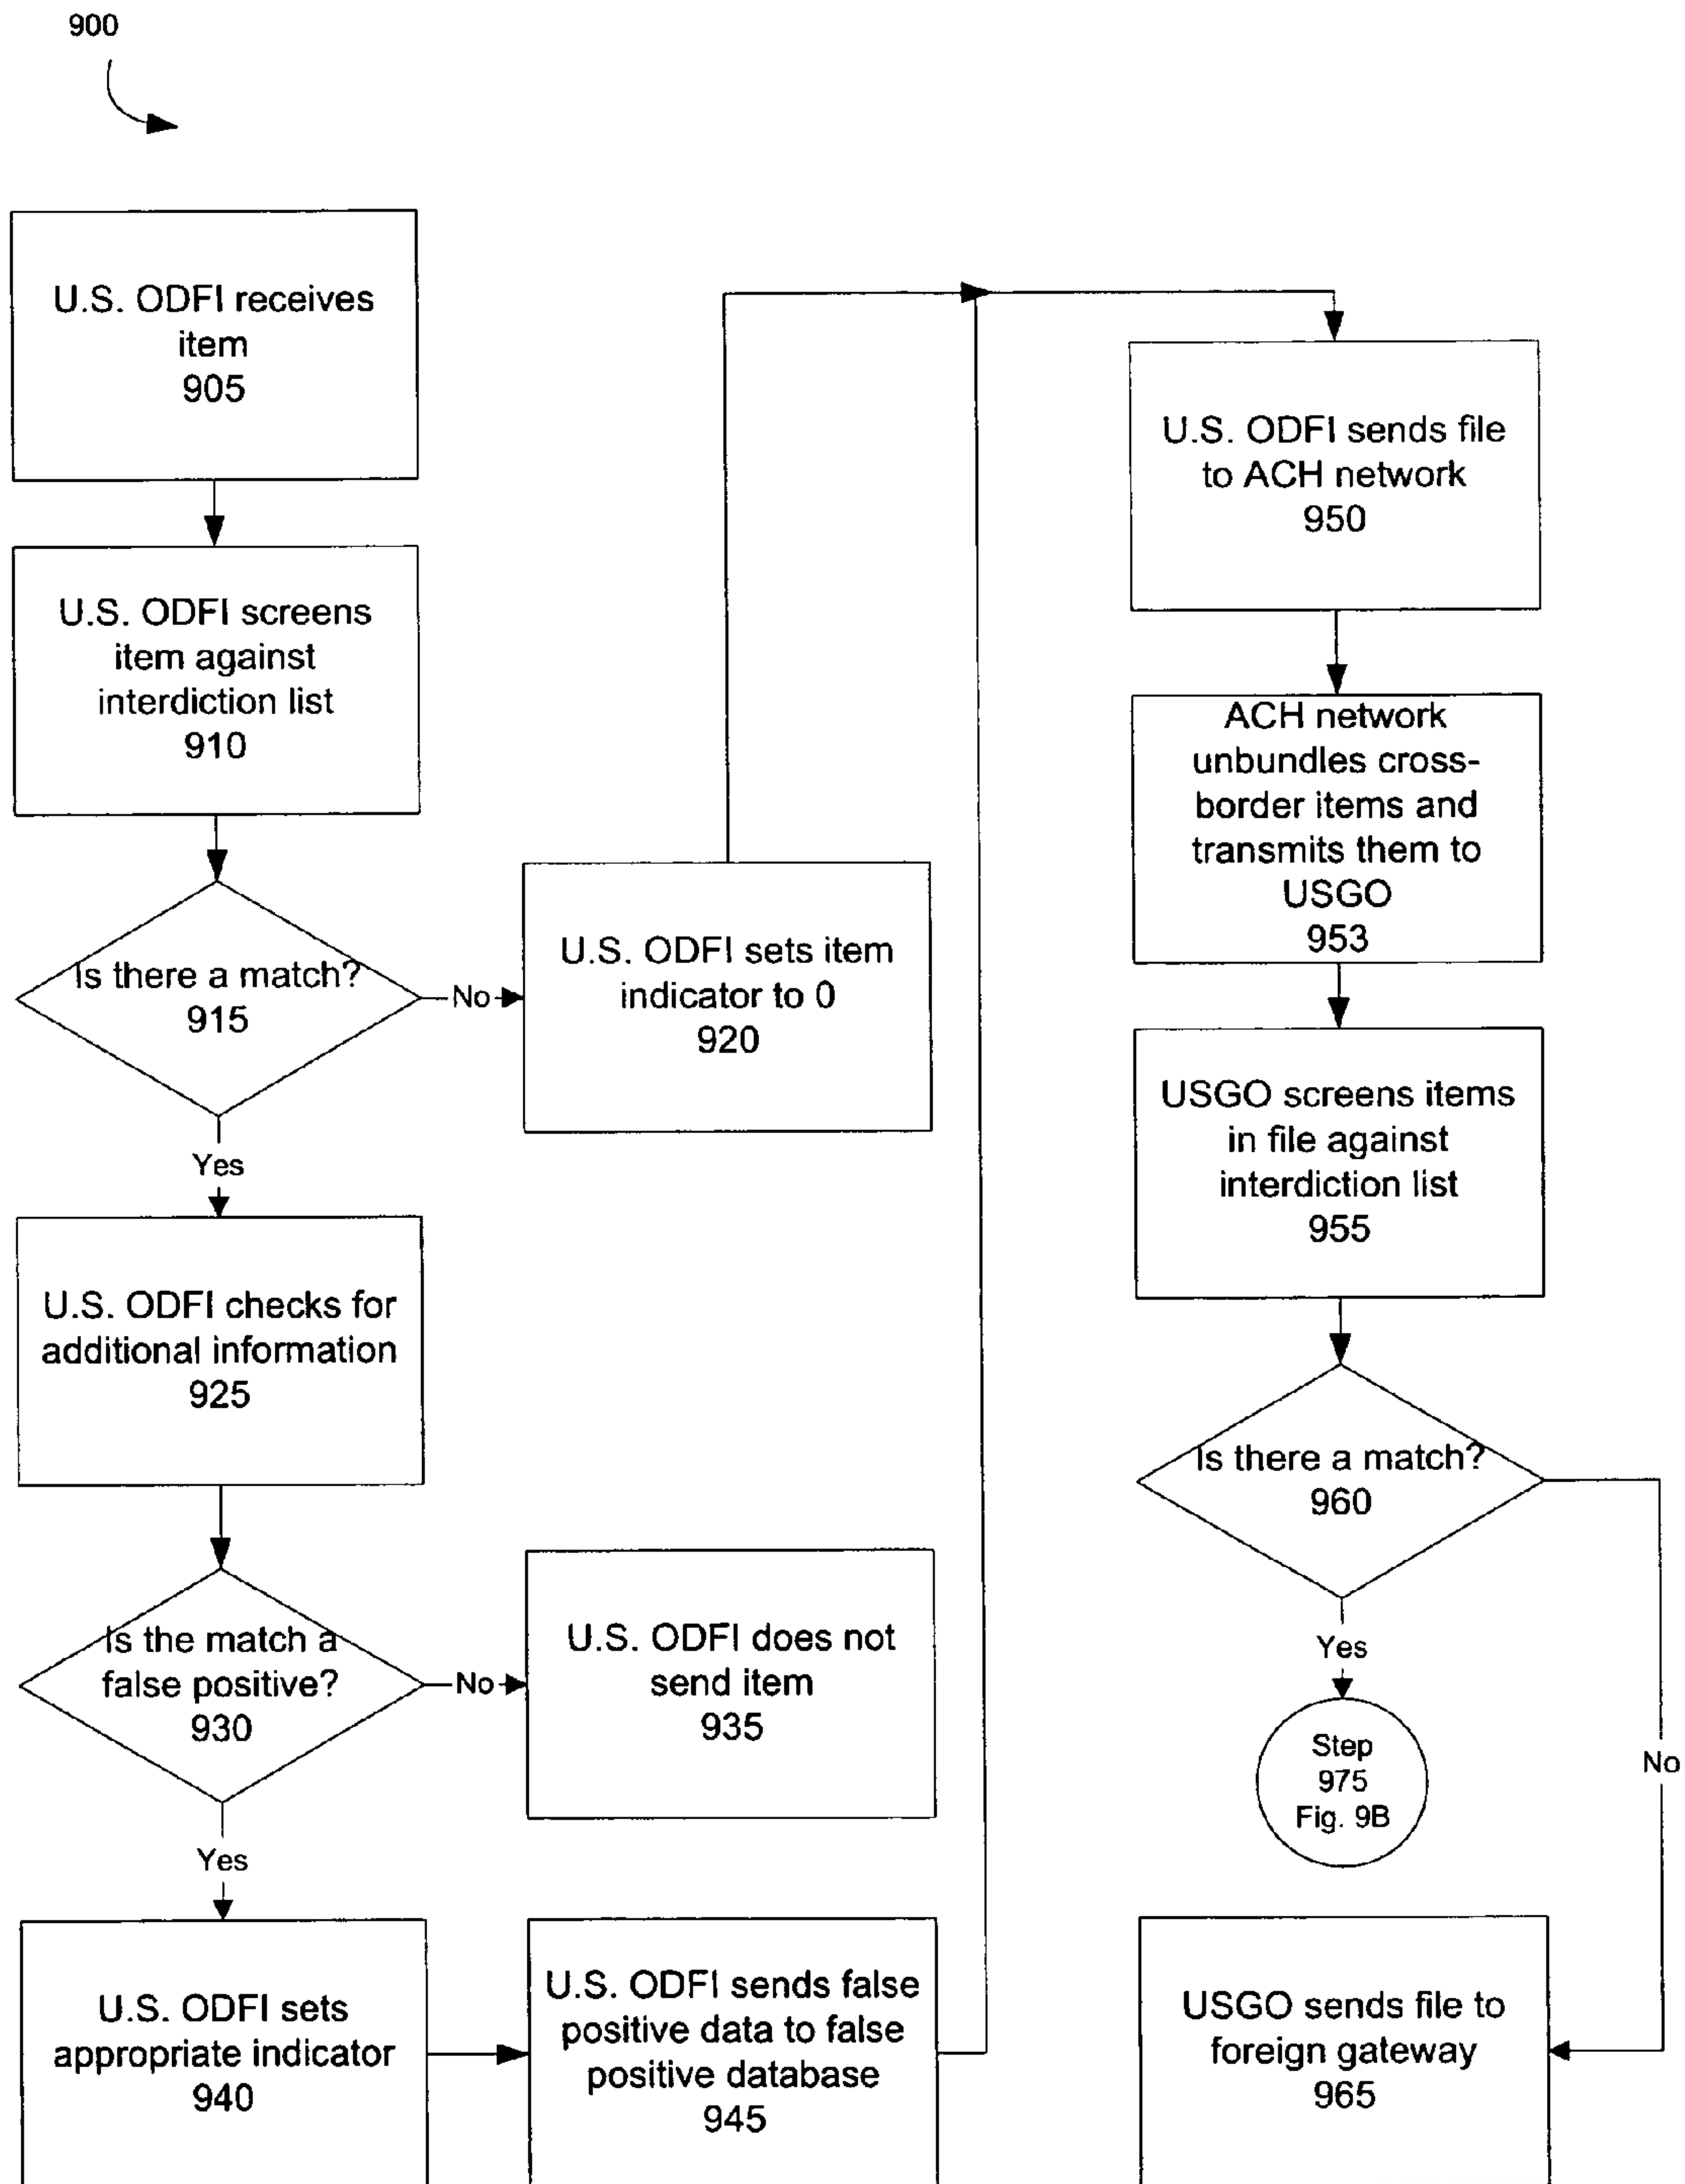 900
U.S. ODFI receives
item
905
U.S. ODFI screens
item against
interdiction list
910
Is there a match?
915
No
U.S. ODFI sets item
indicator to 0
920
Yes
U.S. ODFI checks for
additional information
925
Is the match a
false positive?
930
No
U.S. ODFI does not
send item
935
Yes
U.S. ODFI sets
appropriate indicator
940
U.S. ODFI sends false
positive data to false
positive database
945
U.S. ODFI sends file
to ACH network
950
ACH network
unbundles cross-
border items and
transmits them to
USGO
953
USGO screens items
in file against
interdiction list
955
Is there a match?
960
Yes
Step
975
Fig. 9B
No
USGO sends file to
foreign gateway
965